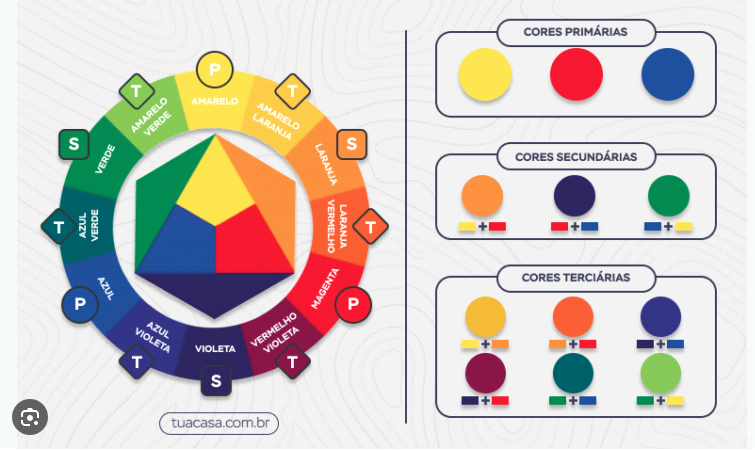 P
AMARELO
T
AMARELO
LARANJA
S
LARANJA
T
LARANJA
VERMELHO
P
MAGENTA
T
VERMELHO
VIOLETA
S
VIOLETA
T
AZUL
VIOLETA
P
AZUL
T
AZUL
VERDE
S
VERDE
T
AMARELO
VERDE
tuacasa.com.br
CORES PRIMÁRIAS
CORES SECUNDÁRIAS
+
+
+
CORES TERCIÁRIAS
+
+
+
+
+
+